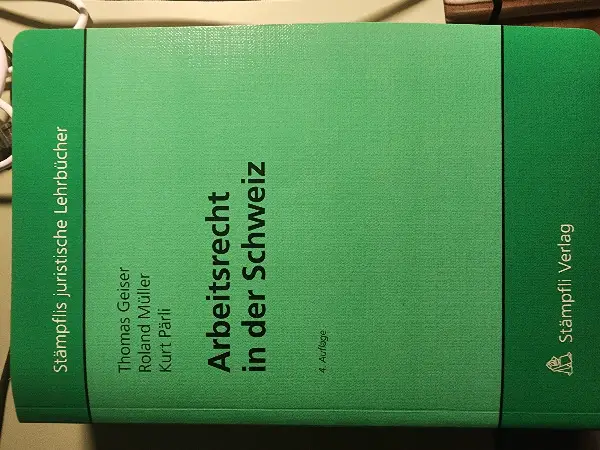 Stämpflis juristische Lehrbücher
Thomas Geiser
Roland Müller
Kurt Pärli
Arbeitsrecht
in der Schweiz
4. Auflage
Stämpfli Verlag